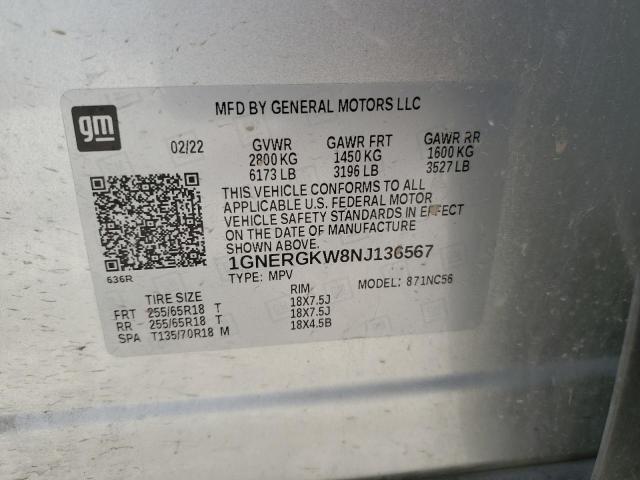 gm
MFD BY GENERAL MOTORS LLC
02/22 GVWR GAWR FRT GAWR RR
2800 KG 1450 KG 1600 KG
6173 LB 3196 LB 3527 LB
THIS VEHICLE CONFORMS TO ALL
APPLICABLE U.S. FEDERAL MOTOR
VEHICLE SAFETY STANDARDS IN EFFECT
ON THE DATE OF MANUFACTURE
SHOWN ABOVE.
636R
1GNERGKW8NJ136567
TYPE: MPV MODEL: 871NC56
TIRE SIZE RIM
FRT 255/65R18 T 18X7.5J
RR 255/65R18 T 18X7.5J
SPA T135/70R18 M 18X4.5B